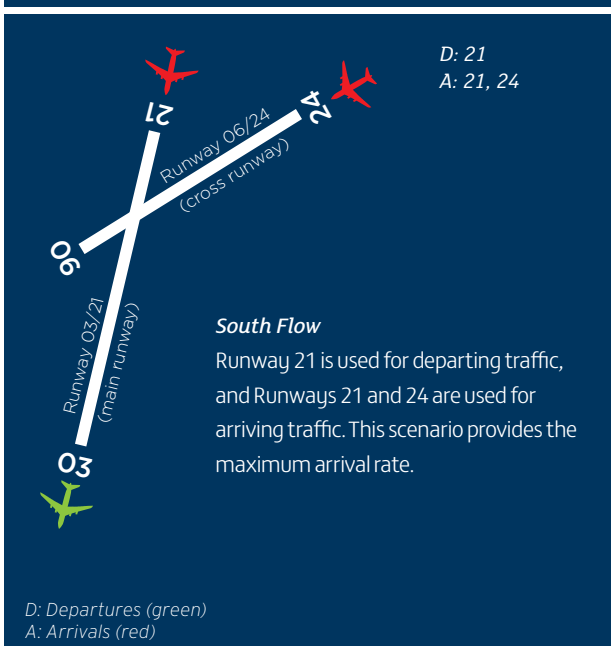 D: 21
A: 21, 24
21
24
Runway 06/24
(cross runway)
06
Runway 03/21
(main runway)
03
South Flow
Runway 21 is used for departing traffic,
and Runways 21 and 24 are used for
arriving traffic. This scenario provides the
maximum arrival rate.
D: Departures (green)
A: Arrivals (red)